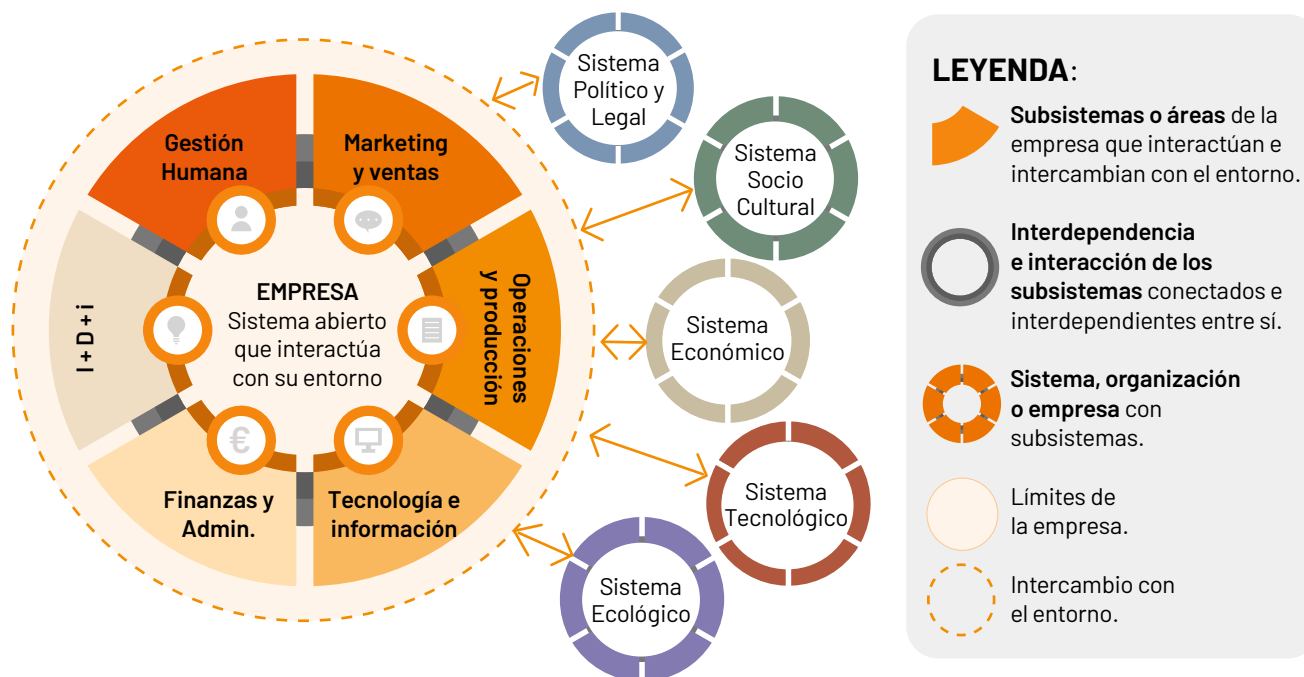 Gestión
Humana
Marketing
y ventas
Operaciones
y producción
Tecnología e
información
Finanzas y
Admin.
I + D + i
EMPRESA
Sistema abierto
que interactúa
con su entorno
€
Sistema
Político y
Legal
Sistema
Socio
Cultural
Sistema
Económico
Sistema
Tecnológico
Sistema
Ecológico
LEYENDA:
Subsistemas o áreas de la
empresa que interactúan e
intercambian con el entorno.
Interdependencia
e interacción de los
subsistemas conectados e
interdependientes entre sí.
Sistema, organización
o empresa con
subsistemas.
Límites de
la empresa.
Intercambio con
el entorno.